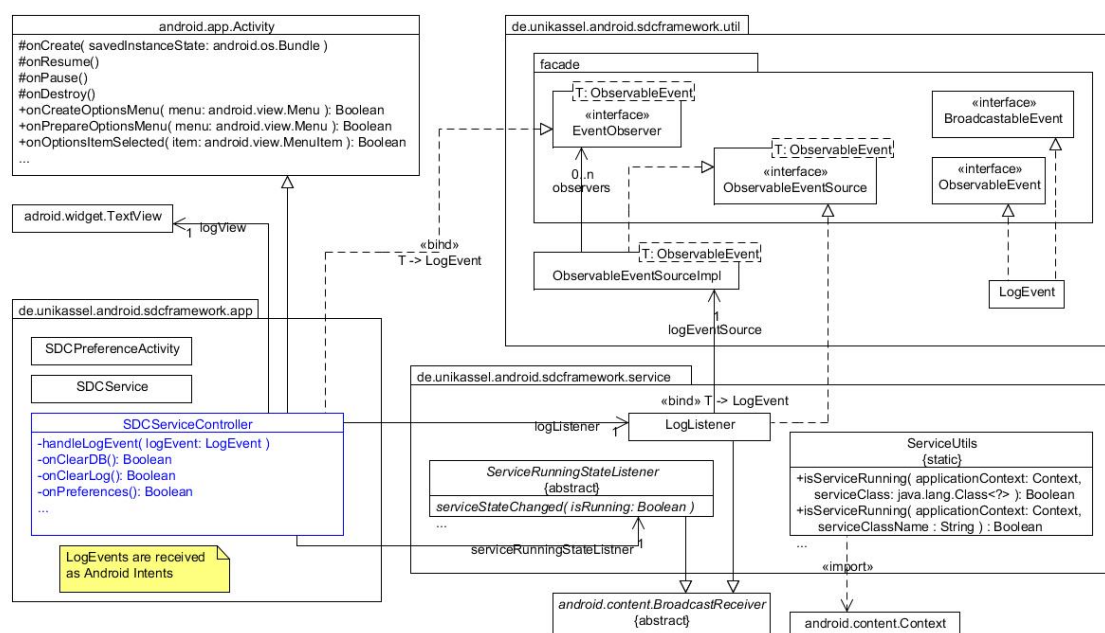 android.app.Activity
#onCreate( savedInstanceState: android.os.Bundle )
#onResume()
#onPause()
#onDestroy()
+onCreateOptionsMenu( menu: android.view.Menu ): Boolean
+onPrepareOptionsMenu( menu: android.view.Menu ): Boolean
+onOptionsItemSelected( item: android.view.MenuItem ): Boolean
...
adroid.widget.TextView
1 logView
«bind»
T -> LogEvent
de.unikassel.android.sdcframework.util
facade
T: ObservableEvent
«interface»
EventObserver
0..n
observers
T: ObservableEvent
«interface»
ObservableEventSource
«interface»
BroadcastableEvent
«interface»
ObservableEvent
T: ObservableEvent
ObservableEventSourceImpl
LogEvent
1
logEventSource
de.unikassel.android.sdcframework.app
SDCPreferenceActivity
SDCService
SDCServiceController
-handleLogEvent( logEvent: LogEvent )
-onClearDB(): Boolean
-onClearLog(): Boolean
-onPreferences(): Boolean
...
LogEvents are received
as Android Intents
de.unikassel.android.sdcframework.service
«bind» T -> LogEvent
LogListener
logListener 1
ServiceRunningStateListener
{abstract}
serviceStateChanged( isRunning: Boolean )
...
1
serviceRunningStateListner
ServiceUtils
{static}
+isServiceRunning( applicationContext: Context,
serviceClass: java.lang.Class<?> ): Boolean
+isServiceRunning( applicationContext: Context,
serviceClassName : String ) : Boolean
...
«import»
android.content.BroadcastReceiver
{abstract}
android.content.Context